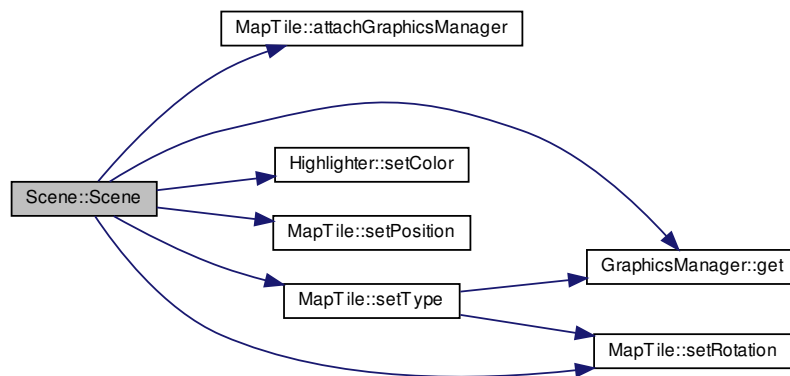 MapTile::attachGraphicsManager
Highlighter::setColor
Scene::Scene
MapTile::setPosition
GraphicsManager::get
MapTile::setType
MapTile::setRotation